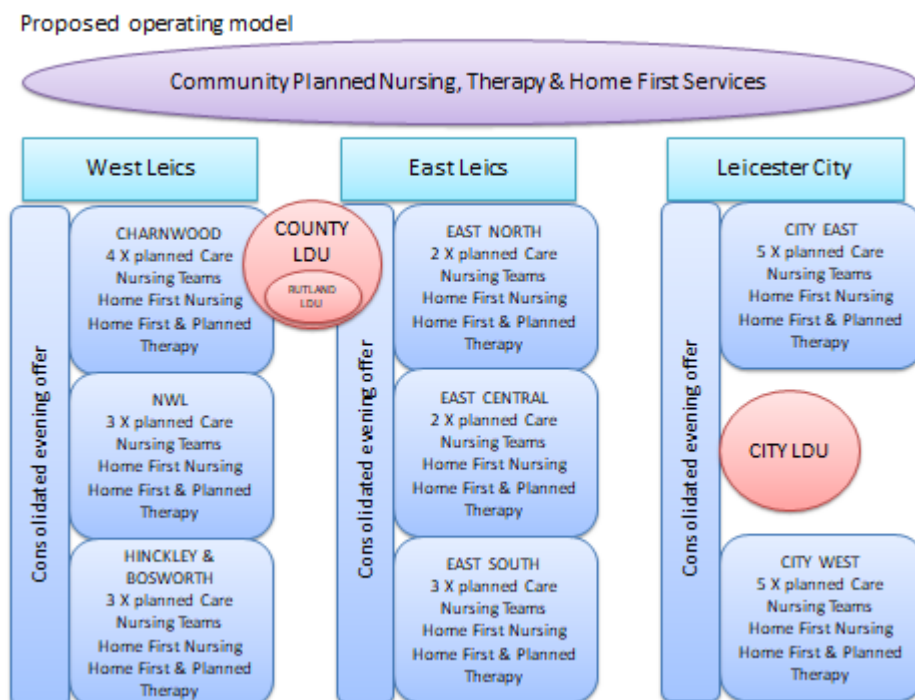 Proposed operating model
Community Planned Nursing, Therapy & Home First Services
West Leics
Consolidated evening offer
CHARNWOOD
4 X planned Care
Nursing Teams
Home First Nursing
Home First & Planned
Therapy
NWL
3 X planned Care
Nursing Teams
Home First Nursing
Home First & Planned
Therapy
HINCKLEY &
BOSWORTH
3 X planned Care
Nursing Teams
Home First Nursing
Home First & Planned
Therapy
COUNTY
LDU
RUTLAND
LDU
East Leics
Consolidated evening offer
EAST NORTH
2 X planned Care
Nursing Teams
Home First Nursing
Home First & Planned
Therapy
EAST CENTRAL
2 X planned Care
Nursing Teams
Home First Nursing
Home First & Planned
Therapy
EAST SOUTH
3 X planned Care
Nursing Teams
Home First Nursing
Home First & Planned
Therapy
Leicester City
Consolidated evening offer
CITY EAST
5 X planned Care
Nursing Teams
Home First Nursing
Home First & Planned
Therapy
CITY LDU
CITY WEST
5 X planned Care
Nursing Teams
Home First Nursing
Home First & Planned
Therapy